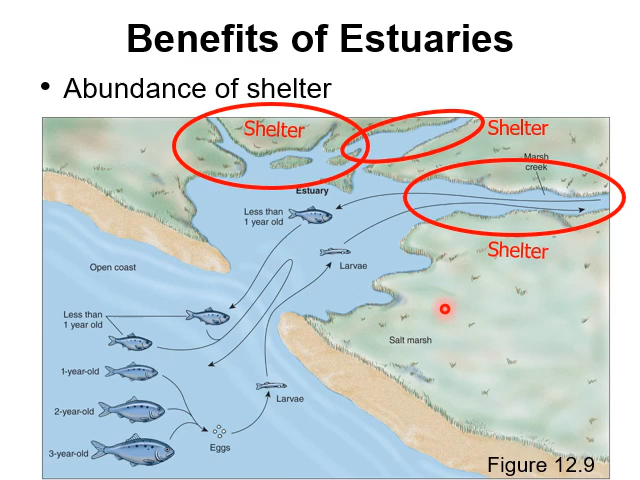 Benefits of Estuaries
• Abundance of shelter
Shelter
Shelter
Marsh
creek
Estuary
Less than
1 year old
Shelter
Larvae
Open coast
Less than
1 year old
Salt marsh
1-year-old
Larvae
2-year-old
Eggs
3-year-old
Figure 12.9